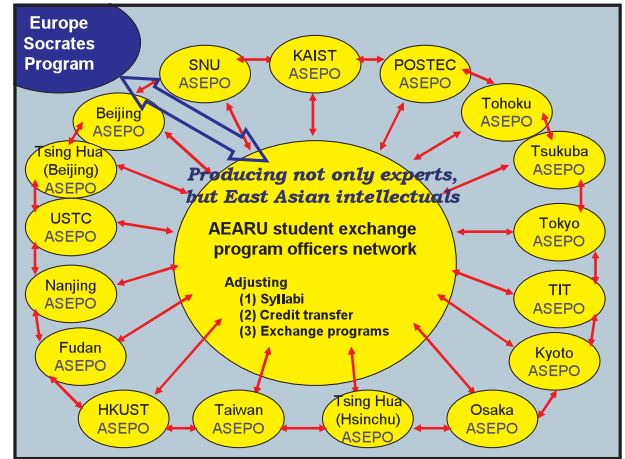 Europe
Socrates
Program
SNU
ASEPO
KAIST
ASEPO
POSTEC
ASEPO
Tohoku
ASEPO
Tsukuba
ASEPO
Tokyo
ASEPO
TIT
ASEPO
Kyoto
ASEPO
Osaka
ASEPO
Tsing Hua
(Hsinchu)
ASEPO
Taiwan
ASEPO
HKUST
ASEPO
Fudan
ASEPO
Nanjing
ASEPO
USTC
ASEPO
Tsing Hua
(Beijing)
ASEPO
Beijing
ASEPO
Producing not only experts,
but East Asian intellectuals
AEARU student exchange
program officers network
Adjusting
(1) Syllabi
(2) Credit transfer
(3) Exchange programs